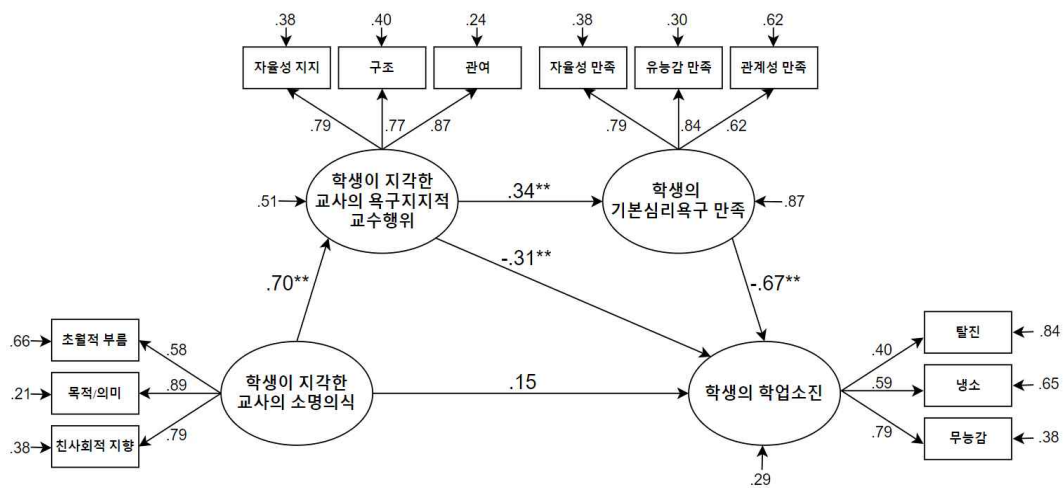 .38
.40
.24
.38
.30
.62
자율성 지지
구조
관여
자율성 만족
유능감 만족
관계성 만족
.79
.77
.87
.79
.84
.62
학생이 지각한
교사의 욕구지지적
교수행위
.51
.34**
학생의
기본심리욕구 만족
.87
-.31**
.70**
-.67**
.66
초월적 부름
.58
.21
목적/의미
.89
.38
친사회적 지향
.79
학생이 지각한
교사의 소명의식
.15
학생의 학업소진
.29
.40
탈진
.84
.59
냉소
.65
.79
무능감
.38